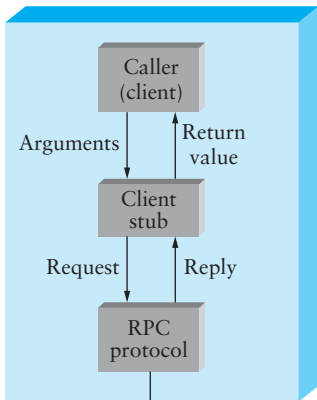 Caller
(client)
Arguments
Return
value
Client
stub
Request
Reply
RPC
protocol